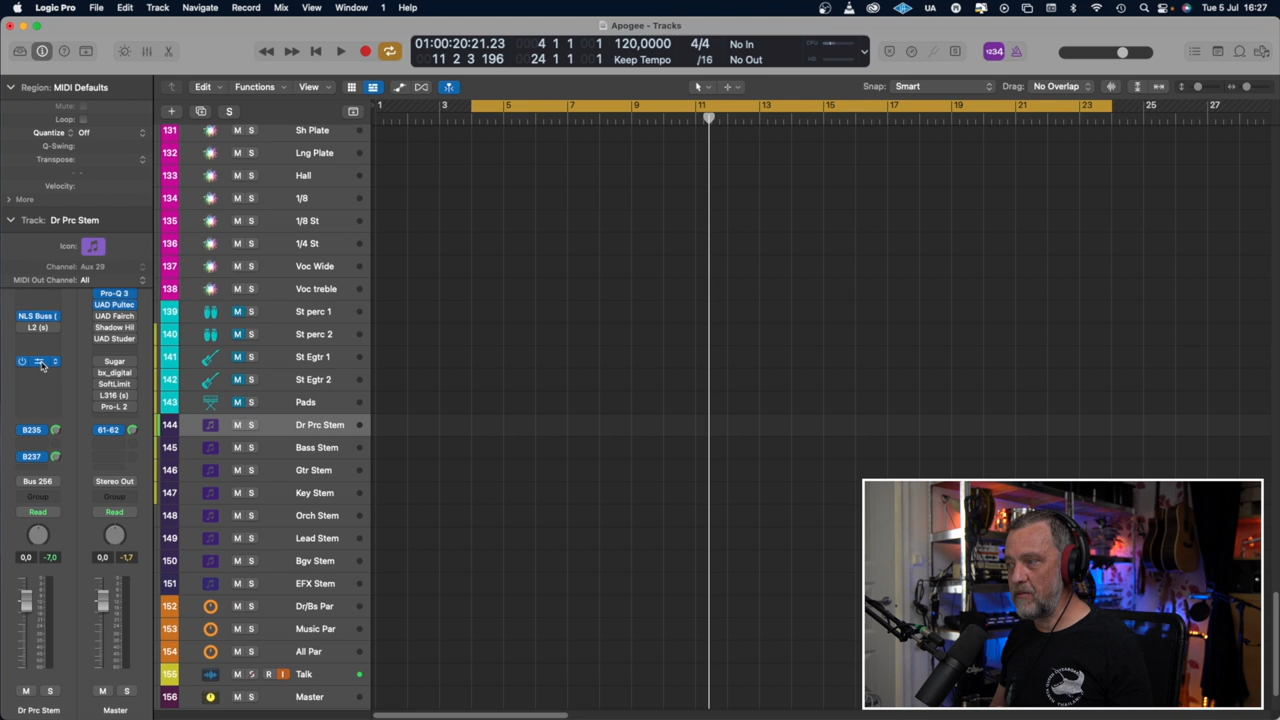 Logic Pro File Edit Track Navigate Record Mix View Window 1 Help UA Tue 5 Jul 16:27
Apogee - Tracks
01:00:20:21.23 4 1 1 1 120,0000 4/4 No In CPU
11 2 3 196 24 1 1 1 Keep Tempo /16 No Out HD
1234
Region: MIDI Defaults Edit Functions View Snap: Smart Drag: No Overlap
Mute:
Loop:
Quantize Off
Q-Swing:
Transpose:
Velocity:
More
Track: Dr Prc Stem
Icon:
Channel: Aux 29
MIDI Out Channel: All
NLS Buss (
L2 (s)
B235
B237
Bus 256
Group
Read
0,0 -7,0
M S
Dr Prc Stem
Pro-Q 3
UAD Pultec
UAD Fairch
Shadow Hil
UAD Studer
Sugar
bx_digital
SoftLimit
L316 (s)
Pro-L 2
61-62
Stereo Out
Group
Read
0,0 -1,7
M S
Master
S
1 3 5 7 9 11 13 15 17 19 21 23 25 27
131 M S Sh Plate
132 M S Lng Plate
133 M S Hall
134 M S 1/8
135 M S 1/8 St
136 M S 1/4 St
137 M S Voc Wide
138 M S Voc treble
139 M S St perc 1
140 M S St perc 2
141 M S St Egtr 1
142 M S St Egtr 2
143 M S Pads
144 M S Dr Prc Stem
145 M S Bass Stem
146 M S Gtr Stem
147 M S Key Stem
148 M S Orch Stem
149 M S Lead Stem
150 M S Bgv Stem
151 M S EFX Stem
152 M S Dr/Bs Par
153 M S Music Par
154 M S All Par
155 M S R I Talk
156 M S Master